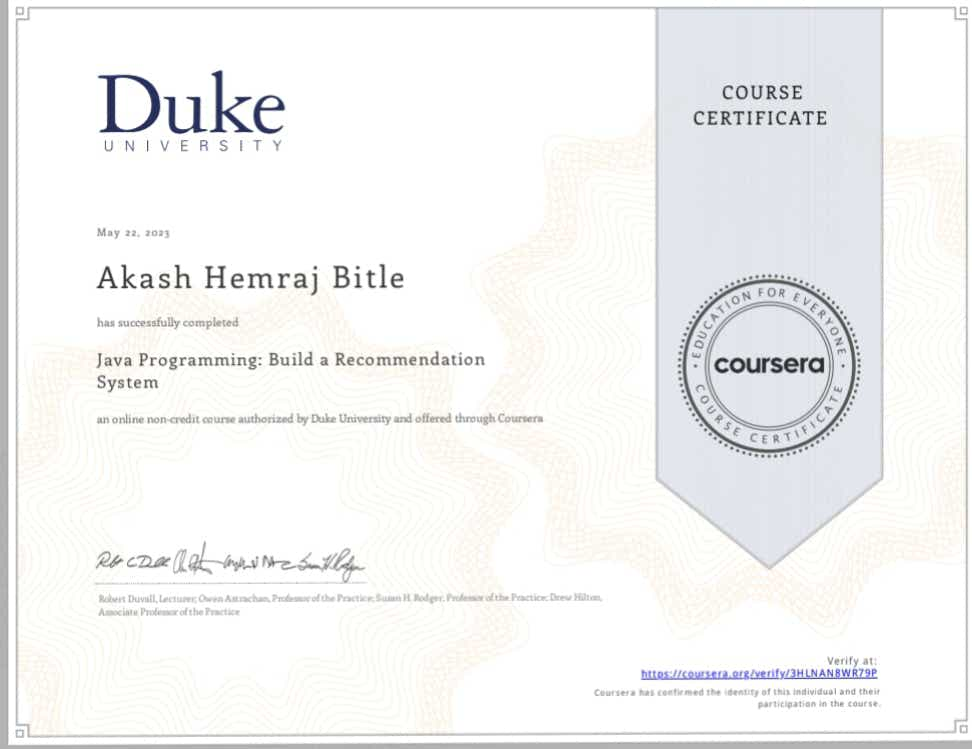 Duke
UNIVERSITY
COURSE
CERTIFICATE
May 22, 2023
Akash Hemraj Bitle
has successfully completed
Java Programming: Build a Recommendation
System
an online non-credit course authorized by Duke University and offered through Coursera
EDUCATION FOR EVERYONE
coursera
COURSE CERTIFICATE
Robert Duvall, Lecturer; Owen Astrachan, Professor of the Practice; Susan H. Rodger, Professor of the Practice; Drew Hilton,
Associate Professor of the Practice
Verify at:
https://coursera.org/verify/3HLNAN8WR79P
Coursera has confirmed the identity of this individual and their
participation in the course.